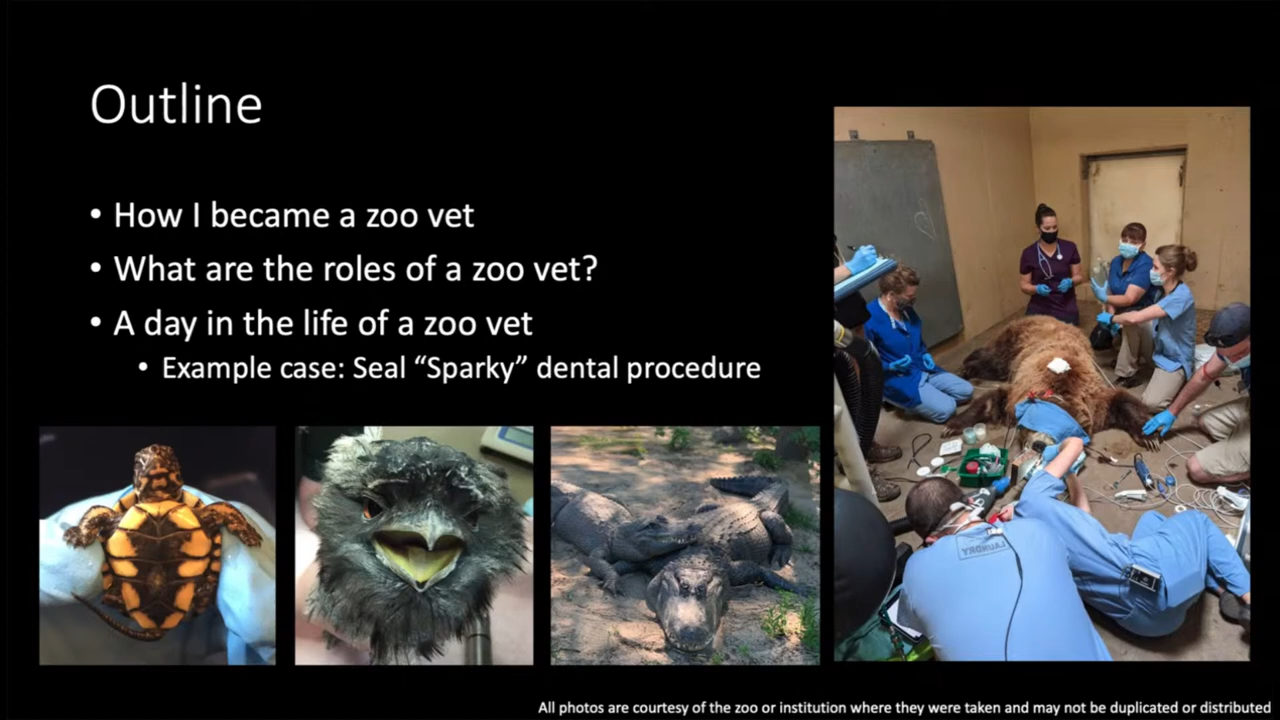 Outline
• How I became a zoo vet
• What are the roles of a zoo vet?
• A day in the life of a zoo vet
• Example case: Seal “Sparky” dental procedure
LAUNDRY
All photos are courtesy of the zoo or institution where they were taken and may not be duplicated or distributed